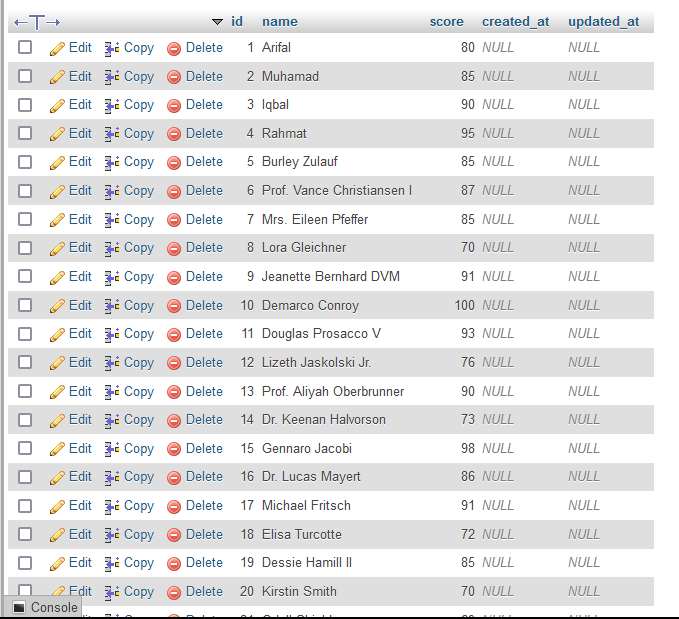 id name score created_at updated_at
Edit Copy Delete 1 Arifal 80 NULL NULL
Edit Copy Delete 2 Muhamad 85 NULL NULL
Edit Copy Delete 3 Iqbal 90 NULL NULL
Edit Copy Delete 4 Rahmat 95 NULL NULL
Edit Copy Delete 5 Burley Zulauf 85 NULL NULL
Edit Copy Delete 6 Prof. Vance Christiansen I 87 NULL NULL
Edit Copy Delete 7 Mrs. Eileen Pfeffer 85 NULL NULL
Edit Copy Delete 8 Lora Gleichner 70 NULL NULL
Edit Copy Delete 9 Jeanette Bernhard DVM 91 NULL NULL
Edit Copy Delete 10 Demarco Conroy 100 NULL NULL
Edit Copy Delete 11 Douglas Prosacco V 93 NULL NULL
Edit Copy Delete 12 Lizeth Jaskolski Jr. 76 NULL NULL
Edit Copy Delete 13 Prof. Aliyah Oberbrunner 90 NULL NULL
Edit Copy Delete 14 Dr. Keenan Halvorson 73 NULL NULL
Edit Copy Delete 15 Gennaro Jacobi 98 NULL NULL
Edit Copy Delete 16 Dr. Lucas Mayert 86 NULL NULL
Edit Copy Delete 17 Michael Fritsch 91 NULL NULL
Edit Copy Delete 18 Elisa Turcotte 72 NULL NULL
Edit Copy Delete 19 Dessie Hamill II 85 NULL NULL
Edit Copy Delete 20 Kirstin Smith 70 NULL NULL
Console